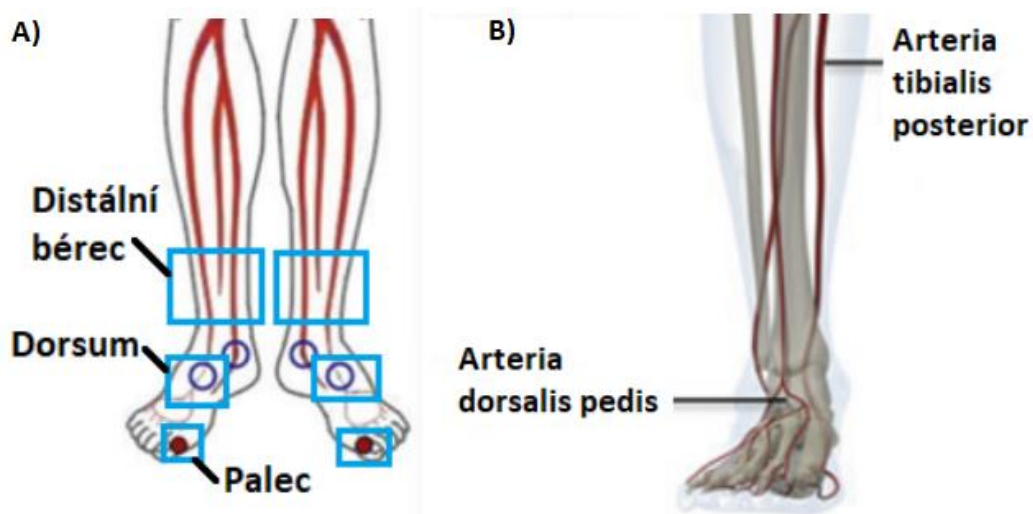 A)
Distální
bérec
Dorsum
Palec
B)
Arteria
tibialis
posterior
Arteria
dorsalis pedis